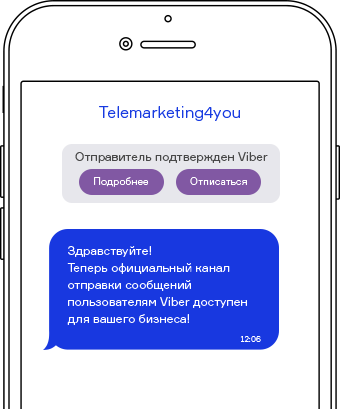 Telemarketing4you
Отправитель подтвержден Viber
Подробнее
Отписаться
Здравствуйте!
Теперь официальный канал
отправки сообщений
пользователям Viber доступен
для вашего бизнеса!
12:06